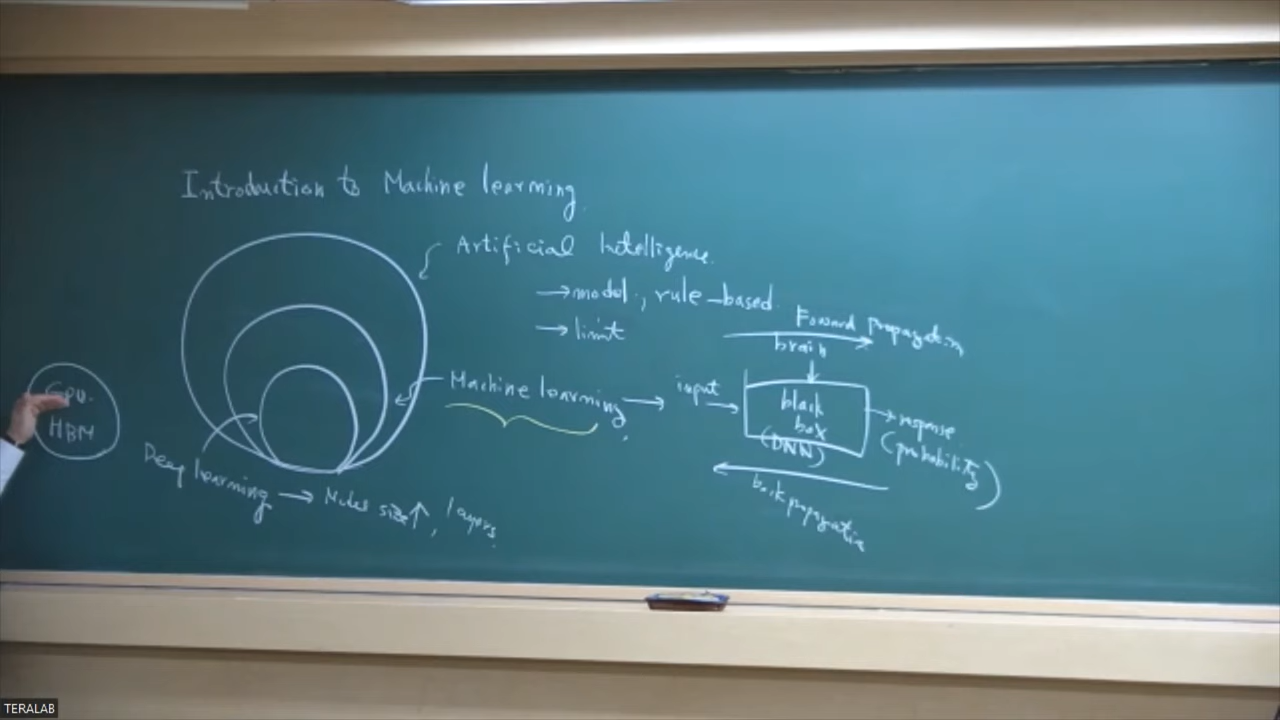 Introduction to Machine learning.
Artificial Intelligence.
→ model, rule-based
→ limit
Forward propagation
brain
Machine learning → input →
black
box
(DNN)
→ response
(probability)
back propagation
GPU.
HBM
Deep learning → size↑, layers.
TERALAB